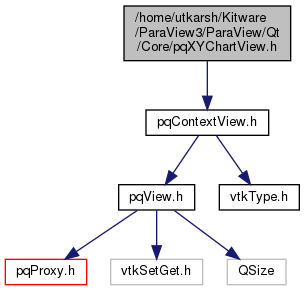 /home/utkarsh/Kitware
/ParaView3/ParaView/Qt
/Core/pqXYChartView.h
pqContextView.h
pqView.h
vtkType.h
pqProxy.h
vtkSetGet.h
QSize